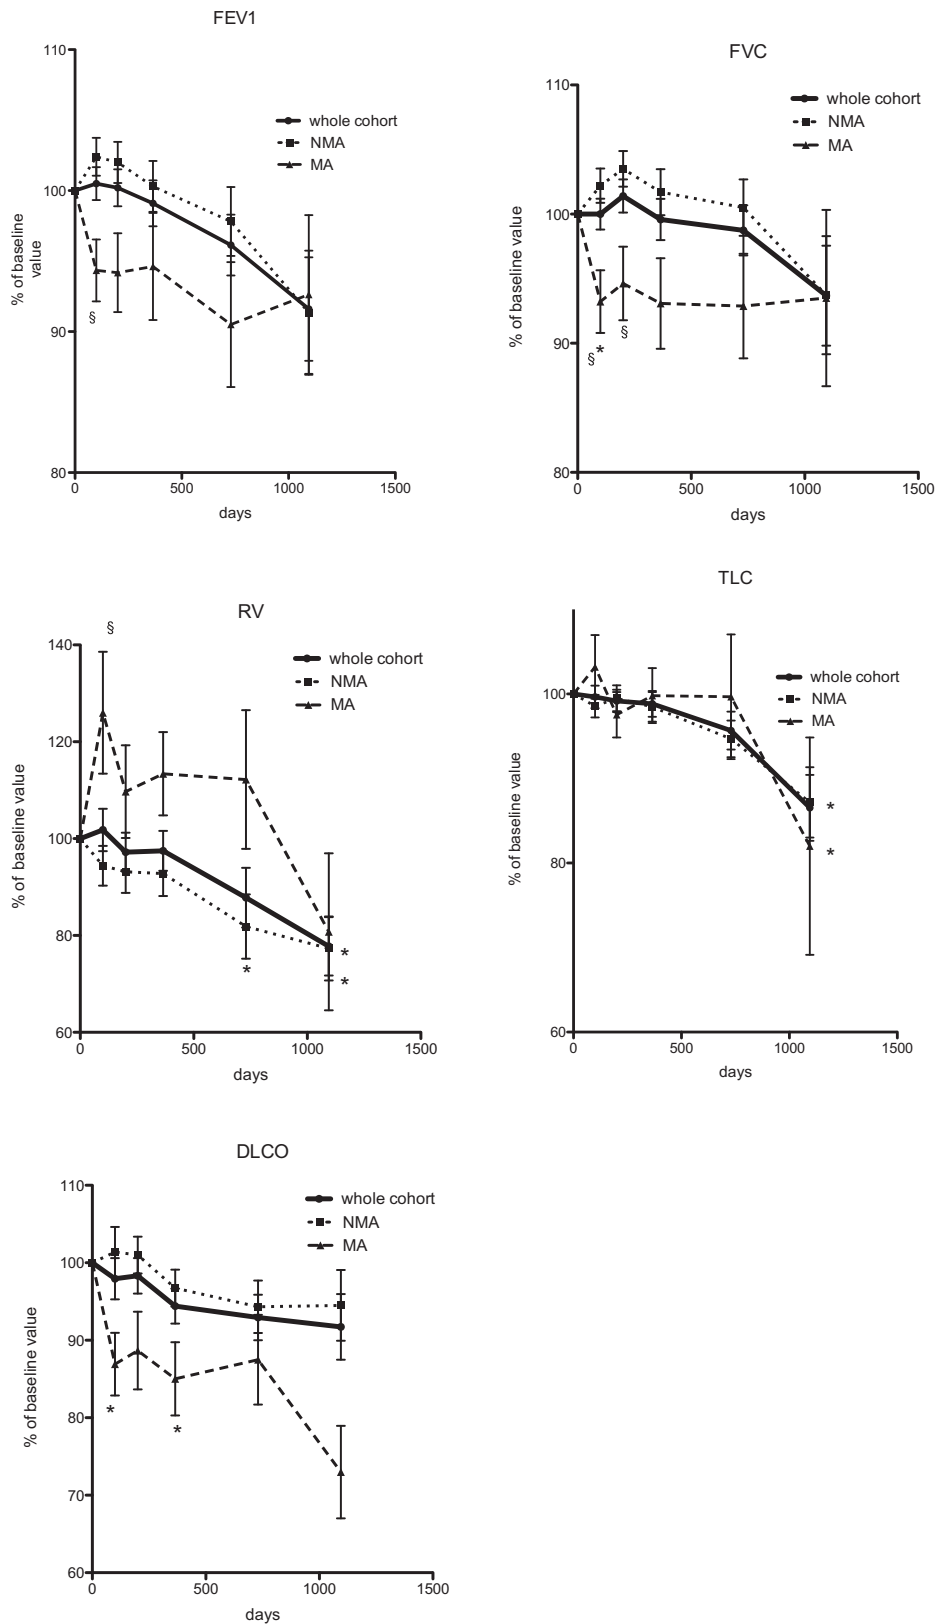 FEV1
110
100
90
80
0 500 1000 1500
% of baseline
value
days
whole cohort
NMA
MA
§
FVC
110
100
90
80
0 500 1000 1500
% of baseline value
days
whole cohort
NMA
MA
§ *
§
RV
140
120
100
80
60
0 500 1000 1500
% of baseline value
days
whole cohort
NMA
MA
§
*
*
*
TLC
100
80
60
0 500 1000 1500
% of baseline value
days
whole cohort
NMA
MA
*
*
DLCO
110
100
90
80
70
60
0 500 1000 1500
% of baseline value
days
whole cohort
NMA
MA
*
*